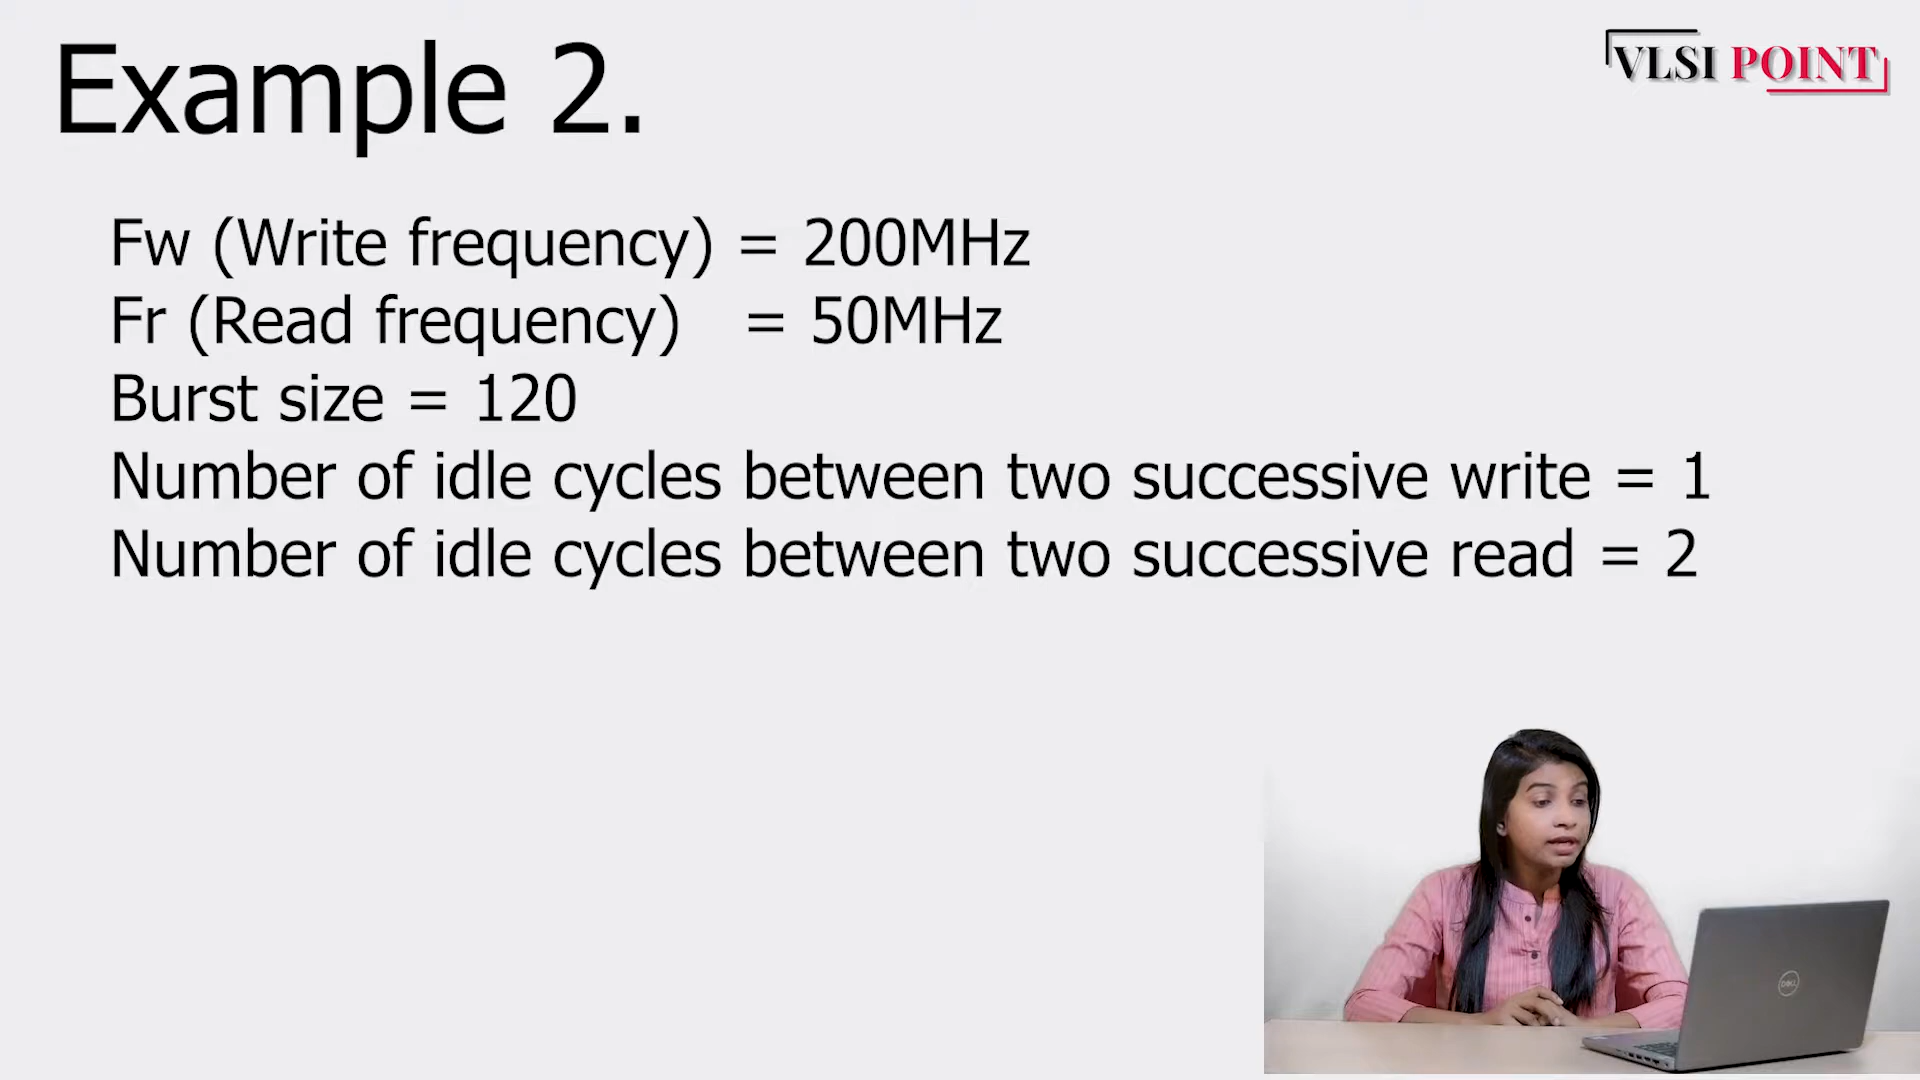 Example 2.
VLSI POINT
Fw (Write frequency) = 200MHz
Fr (Read frequency) = 50MHz
Burst size = 120
Number of idle cycles between two successive write = 1
Number of idle cycles between two successive read = 2
DELL